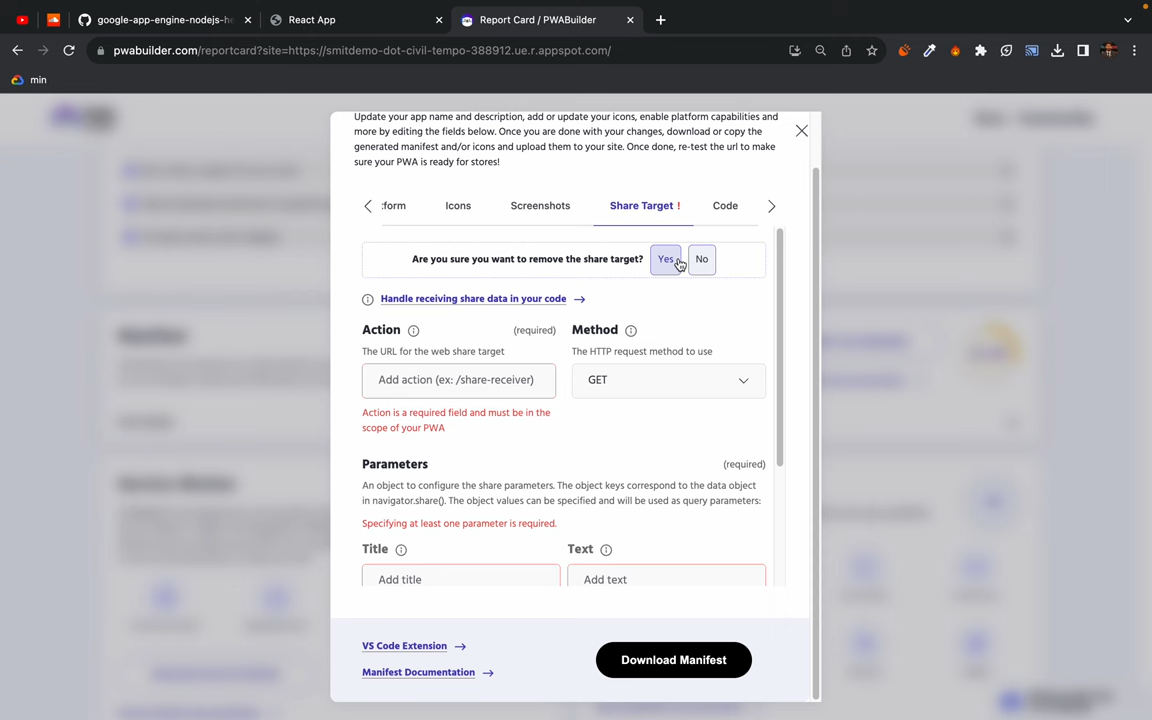 google-app-engine-nodejs-he
React App
Report Card / PWABuilder
pwabuilder.com/reportcard?site=https://smitdemo-dot-civil-tempo-388912.ue.r.appspot.com/
min
Update your app name and description, add or update your icons, enable platform capabilities and
more by editing the fields below. Once you are done with your changes, download or copy the
generated manifest and/or icons and upload them to your site. Once done, re-test the url to make
sure your PWA is ready for stores!
:form Icons Screenshots Share Target ! Code
Are you sure you want to remove the share target? Yes No
Handle receiving share data in your code
Action (required) Method
The URL for the web share target The HTTP request method to use
Add action (ex: /share-receiver) GET
Action is a required field and must be in the
scope of your PWA
Parameters (required)
An object to configure the share parameters. The object keys correspond to the data object
in navigator.share(). The object values can be specified and will be used as query parameters:
Specifying at least one parameter is required.
Title Text
Add title Add text
VS Code Extension
Download Manifest
Manifest Documentation